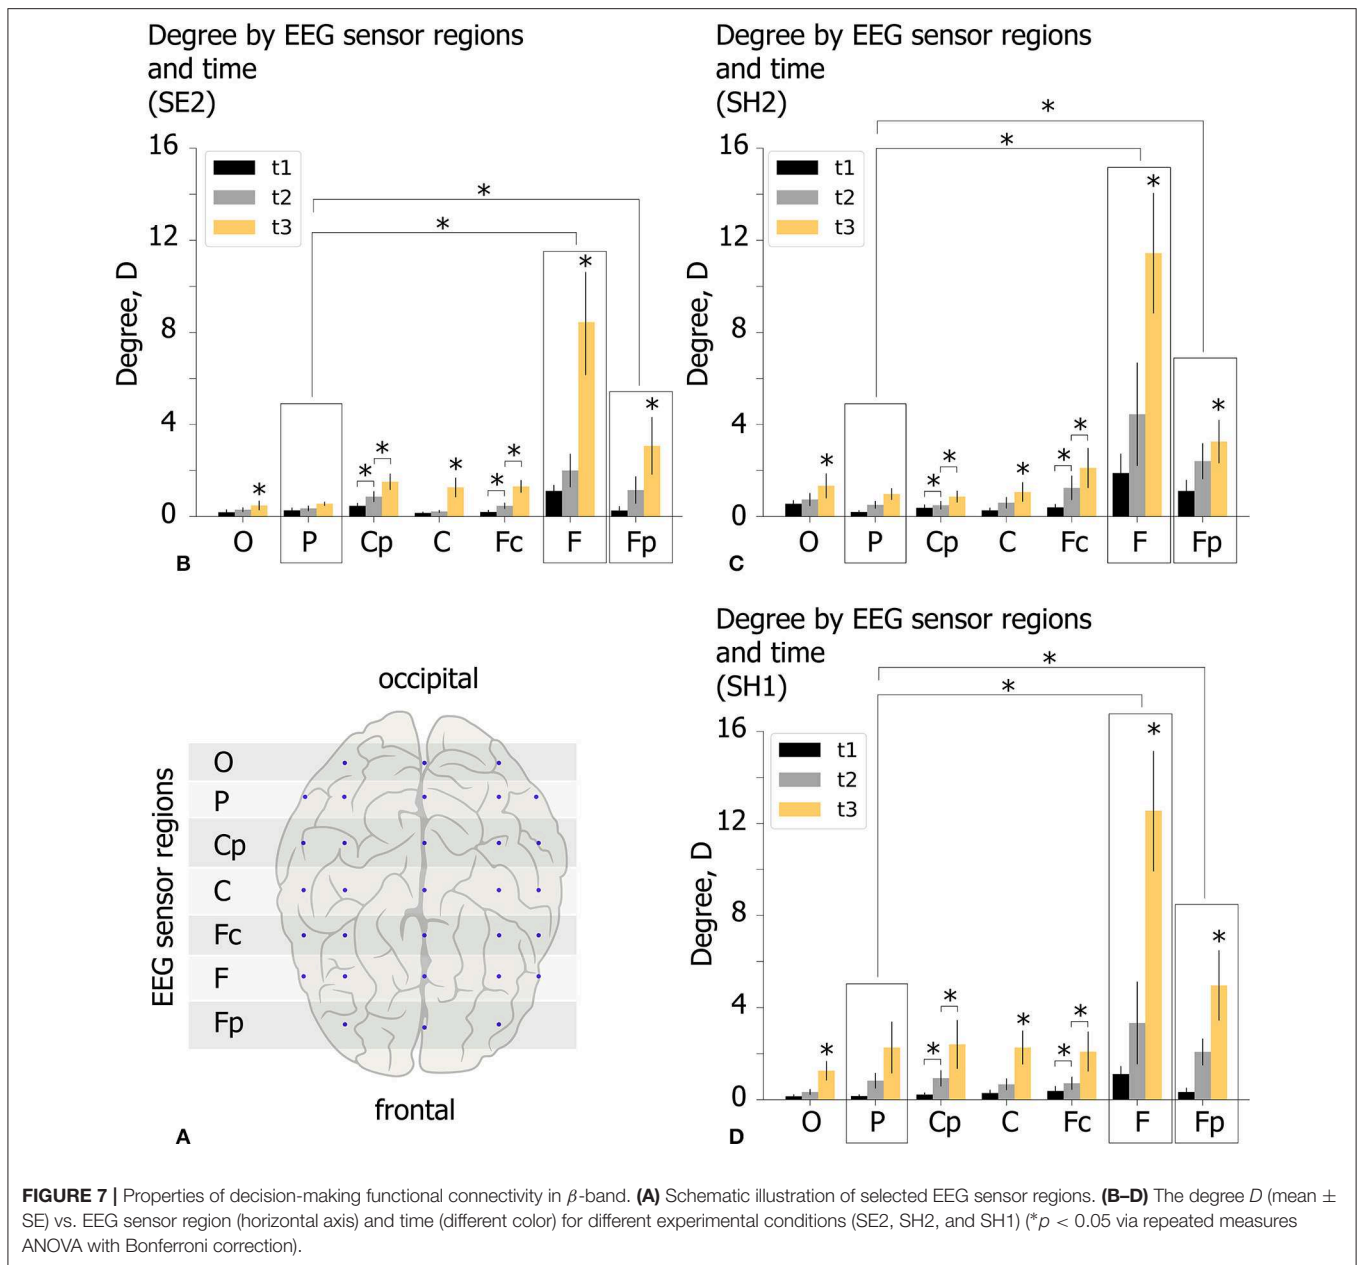 Degree by EEG sensor regions
and time
(SE2)
16
12
8
4
0
Degree, D
t1
t2
t3
*
*
*
*
*
*
*
*
*
*
*
O P Cp C Fc F Fp
B
Degree by EEG sensor regions
and time
(SH2)
16
12
8
4
0
Degree, D
t1
t2
t3
*
*
*
*
*
*
*
*
*
*
*
O P Cp C Fc F Fp
C
occipital
EEG sensor regions
O
P
Cp
C
Fc
F
Fp
frontal
A
Degree by EEG sensor regions
and time
(SH1)
16
12
8
4
0
Degree, D
t1
t2
t3
*
*
*
*
*
*
*
*
*
*
O P Cp C Fc F Fp
D
FIGURE 7 | Properties of decision-making functional connectivity in β-band. (A) Schematic illustration of selected EEG sensor regions. (B–D) The degree D (mean ±
SE) vs. EEG sensor region (horizontal axis) and time (different color) for different experimental conditions (SE2, SH2, and SH1) (*p < 0.05 via repeated measures
ANOVA with Bonferroni correction).